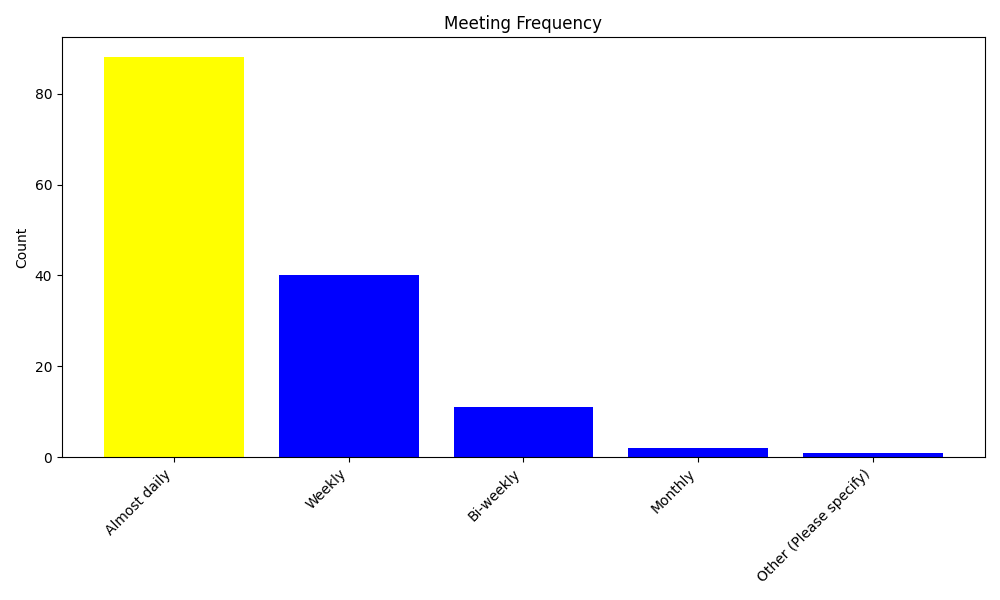 Meeting Frequency
Count
80
60
40
20
0
Almost daily
Weekly
Bi-weekly
Monthly
Other (Please specify)